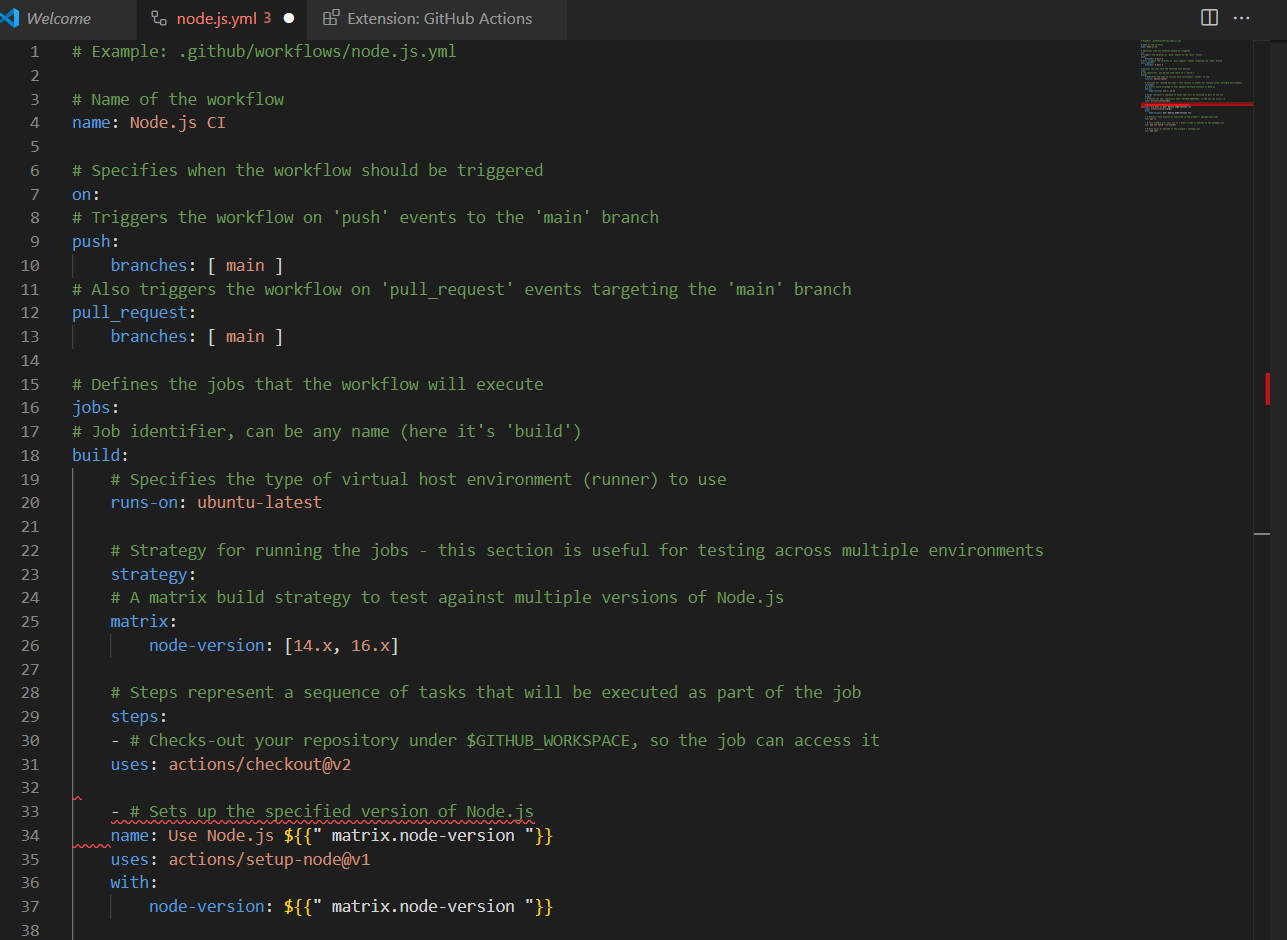 Welcome
node.js.yml 3
Extension: GitHub Actions
1 # Example: .github/workflows/node.js.yml
2
3 # Name of the workflow
4 name: Node.js CI
5
6 # Specifies when the workflow should be triggered
7 on:
8 # Triggers the workflow on 'push' events to the 'main' branch
9 push:
10     branches: [ main ]
11 # Also triggers the workflow on 'pull_request' events targeting the 'main' branch
12 pull_request:
13     branches: [ main ]
14
15 # Defines the jobs that the workflow will execute
16 jobs:
17 # Job identifier, can be any name (here it's 'build')
18 build:
19     # Specifies the type of virtual host environment (runner) to use
20     runs-on: ubuntu-latest
21
22     # Strategy for running the jobs - this section is useful for testing across multiple environments
23     strategy:
24     # A matrix build strategy to test against multiple versions of Node.js
25     matrix:
26         node-version: [14.x, 16.x]
27
28     # Steps represent a sequence of tasks that will be executed as part of the job
29     steps:
30     - # Checks-out your repository under $GITHUB_WORKSPACE, so the job can access it
31     uses: actions/checkout@v2
32
33     - # Sets up the specified version of Node.js
34     name: Use Node.js ${{" matrix.node-version "}}
35     uses: actions/setup-node@v1
36     with:
37         node-version: ${{" matrix.node-version "}}
38